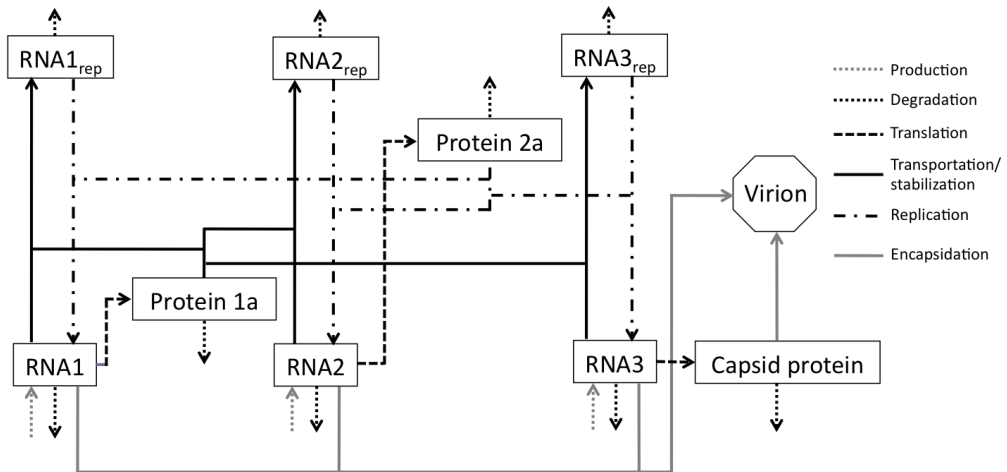 RNA1rep
RNA2rep
RNA3rep
Protein 2a
Production
Degradation
Translation
Transportation/
stabilization
Replication
Encapsidation
Virion
Protein 1a
RNA1
RNA2
RNA3
Capsid protein